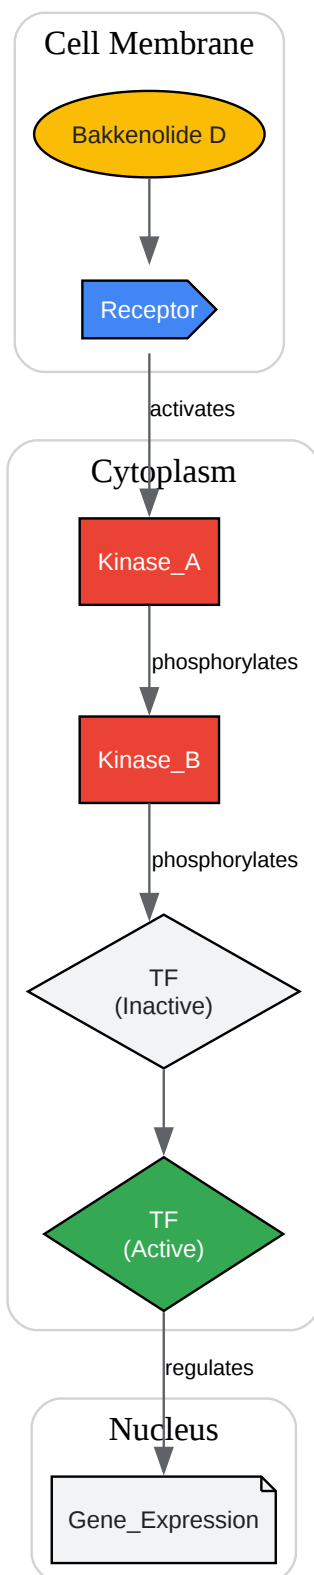 Cell Membrane
Bakkenolide D
Receptor
activates
Cytoplasm
Kinase_A
phosphorylates
Kinase_B
phosphorylates
TF
(Inactive)
TF
(Active)
regulates
Nucleus
Gene_Expression